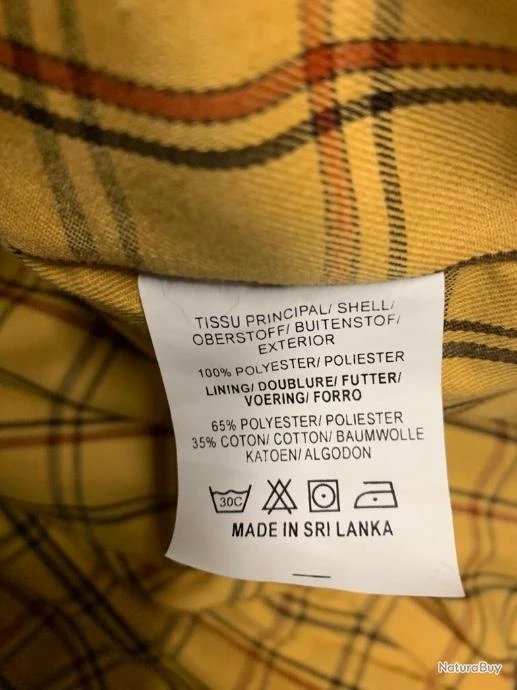 TISSU PRINCIPAL/ SHELL/
OBERSTOFF/ BUITENSTOF/
EXTERIOR
100% POLYESTER/ POLIESTER
LINING/ DOUBLURE/ FUTTER/
VOERING/ FORRO
65% POLYESTER/ POLIESTER
35% COTON/ COTTON/ BAUMWOLLE
KATOEN/ ALGODON
30C
MADE IN SRI LANKA
NaturaBuy